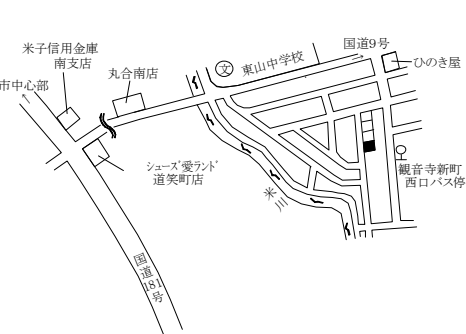 国道9号
米子信用金庫
南支店
文
東山中学校
ひのき屋
丸合南店
市中心部
シューズ愛ランド
道笑町店
観音寺新町
西口バス停
米川
国道181号